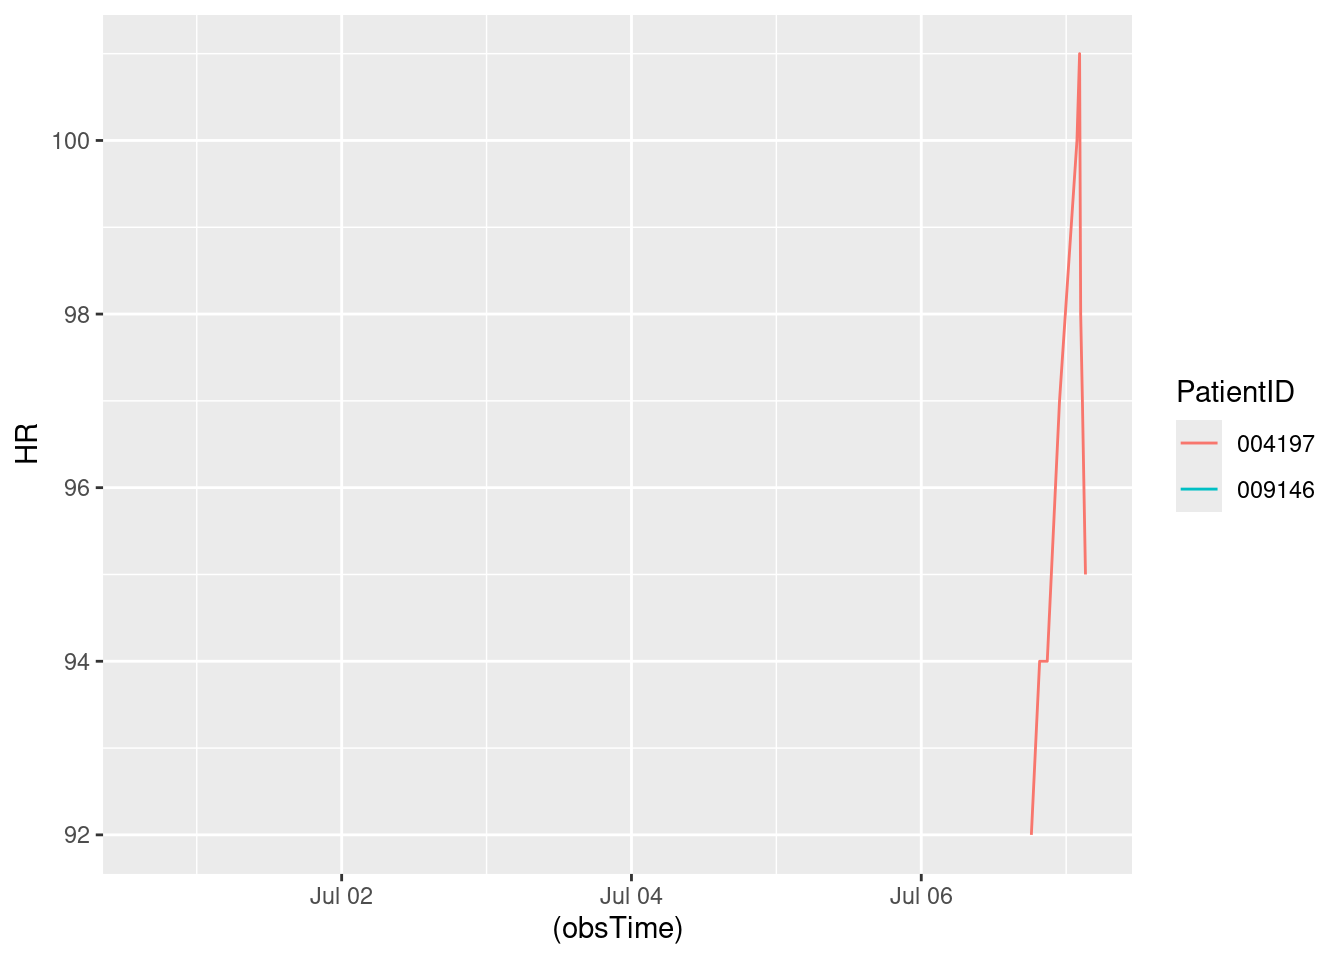 100
98
96
94
92
HR
Jul 02
Jul 04
Jul 06
(obsTime)
PatientID
004197
009146